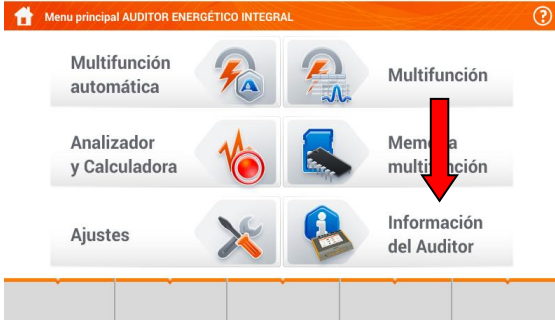 Menu principal AUDITOR ENERGÉTICO INTEGRAL
?
Multifunción
automática
Multifunción
Analizador
y Calculadora
Memoria
multifunción
Ajustes
Información
del Auditor